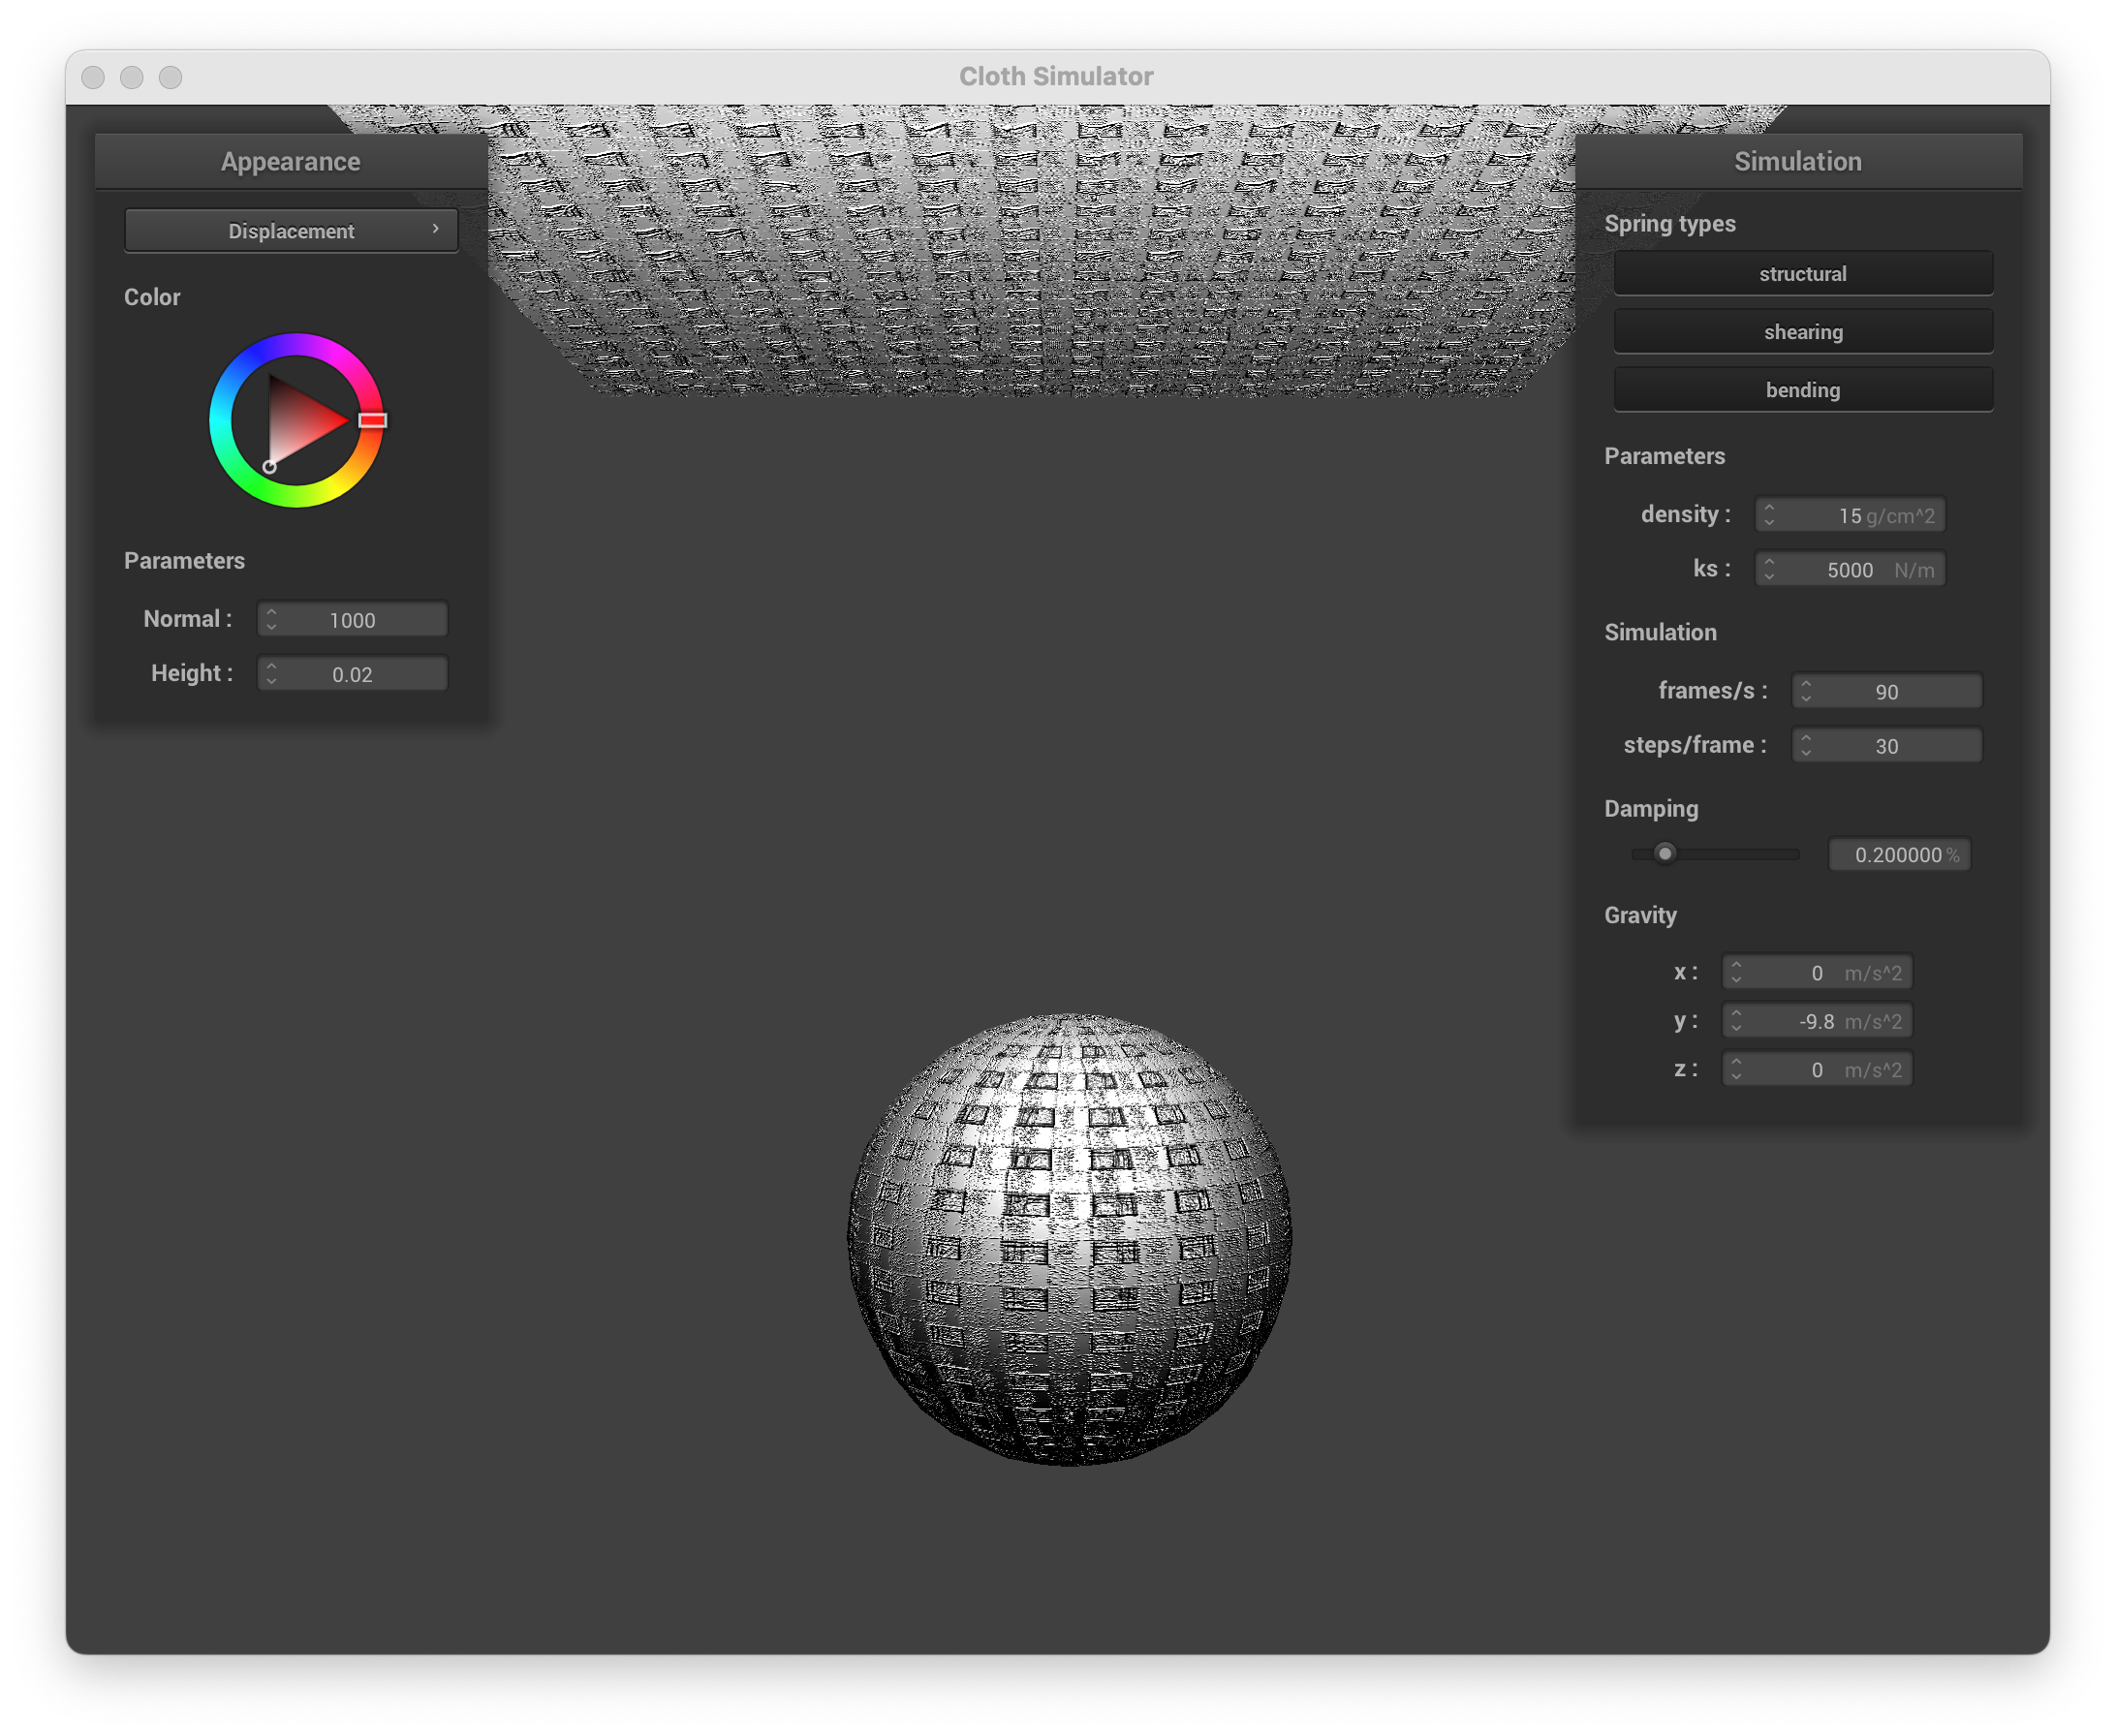 Cloth Simulator
Appearance
Displacement
Color
Parameters
Normal : 1000
Height : 0.02
Simulation
Spring types
structural
shearing
bending
Parameters
density : 15 g/cm^2
ks : 5000 N/m
Simulation
frames/s : 90
steps/frame : 30
Damping
0.200000 %
Gravity
x : 0 m/s^2
y : -9.8 m/s^2
z : 0 m/s^2